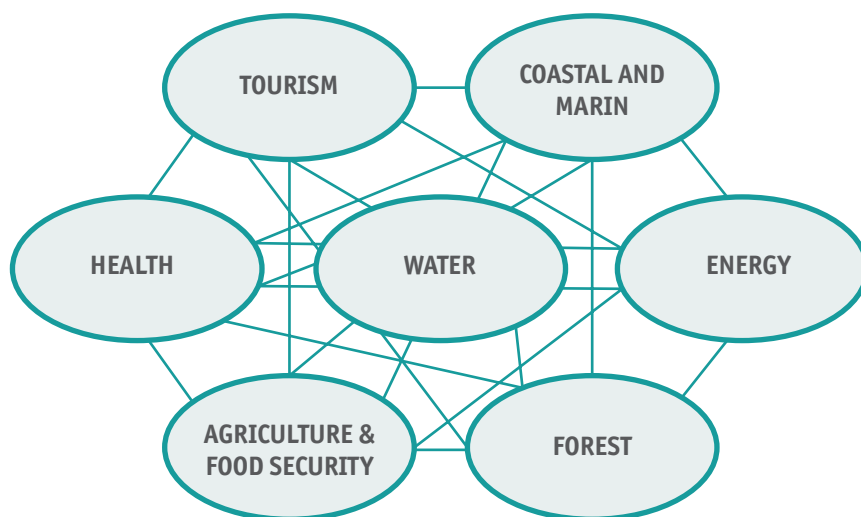 TOURISM
COASTAL AND
MARIN
HEALTH
WATER
ENERGY
AGRICULTURE &
FOOD SECURITY
FOREST